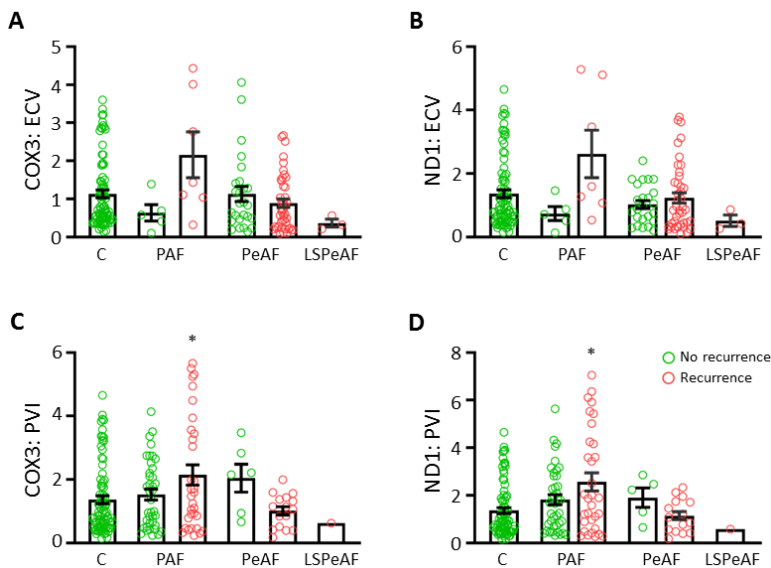 A
COX3: ECV
5
4
3
2
1
0
C PAF PeAF LSPeAF
B
ND1: ECV
6
4
2
0
C PAF PeAF LSPeAF
C
COX3: PVI
6
4
2
0
*
C PAF PeAF LSPeAF
D
ND1: PVI
8
6
4
2
0
*
No recurrence
Recurrence
C PAF PeAF LSPeAF